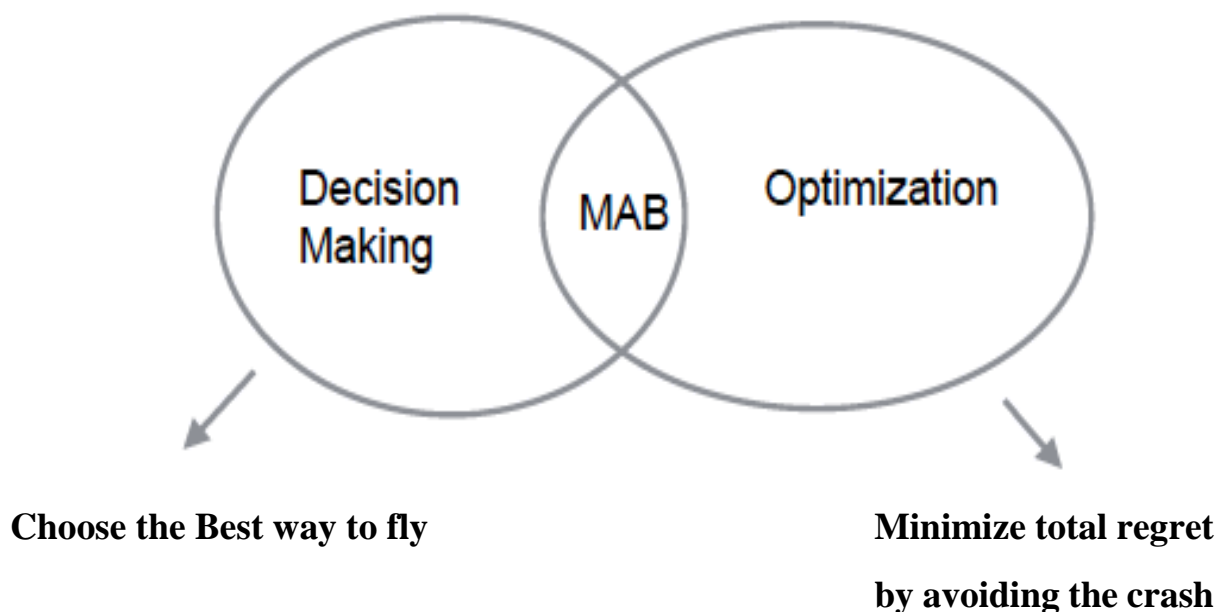 Decision
Making
MAB
Optimization
Choose the Best way to fly
Minimize total regret
by avoiding the crash